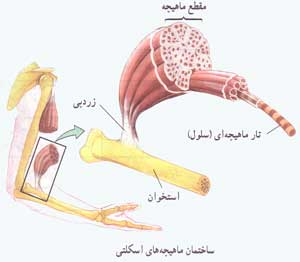 مقطع ماهیچه
زردپی
تار ماهیچه‌ای (سلول)
استخوان
ساختمان ماهیچه‌های اسکلتی